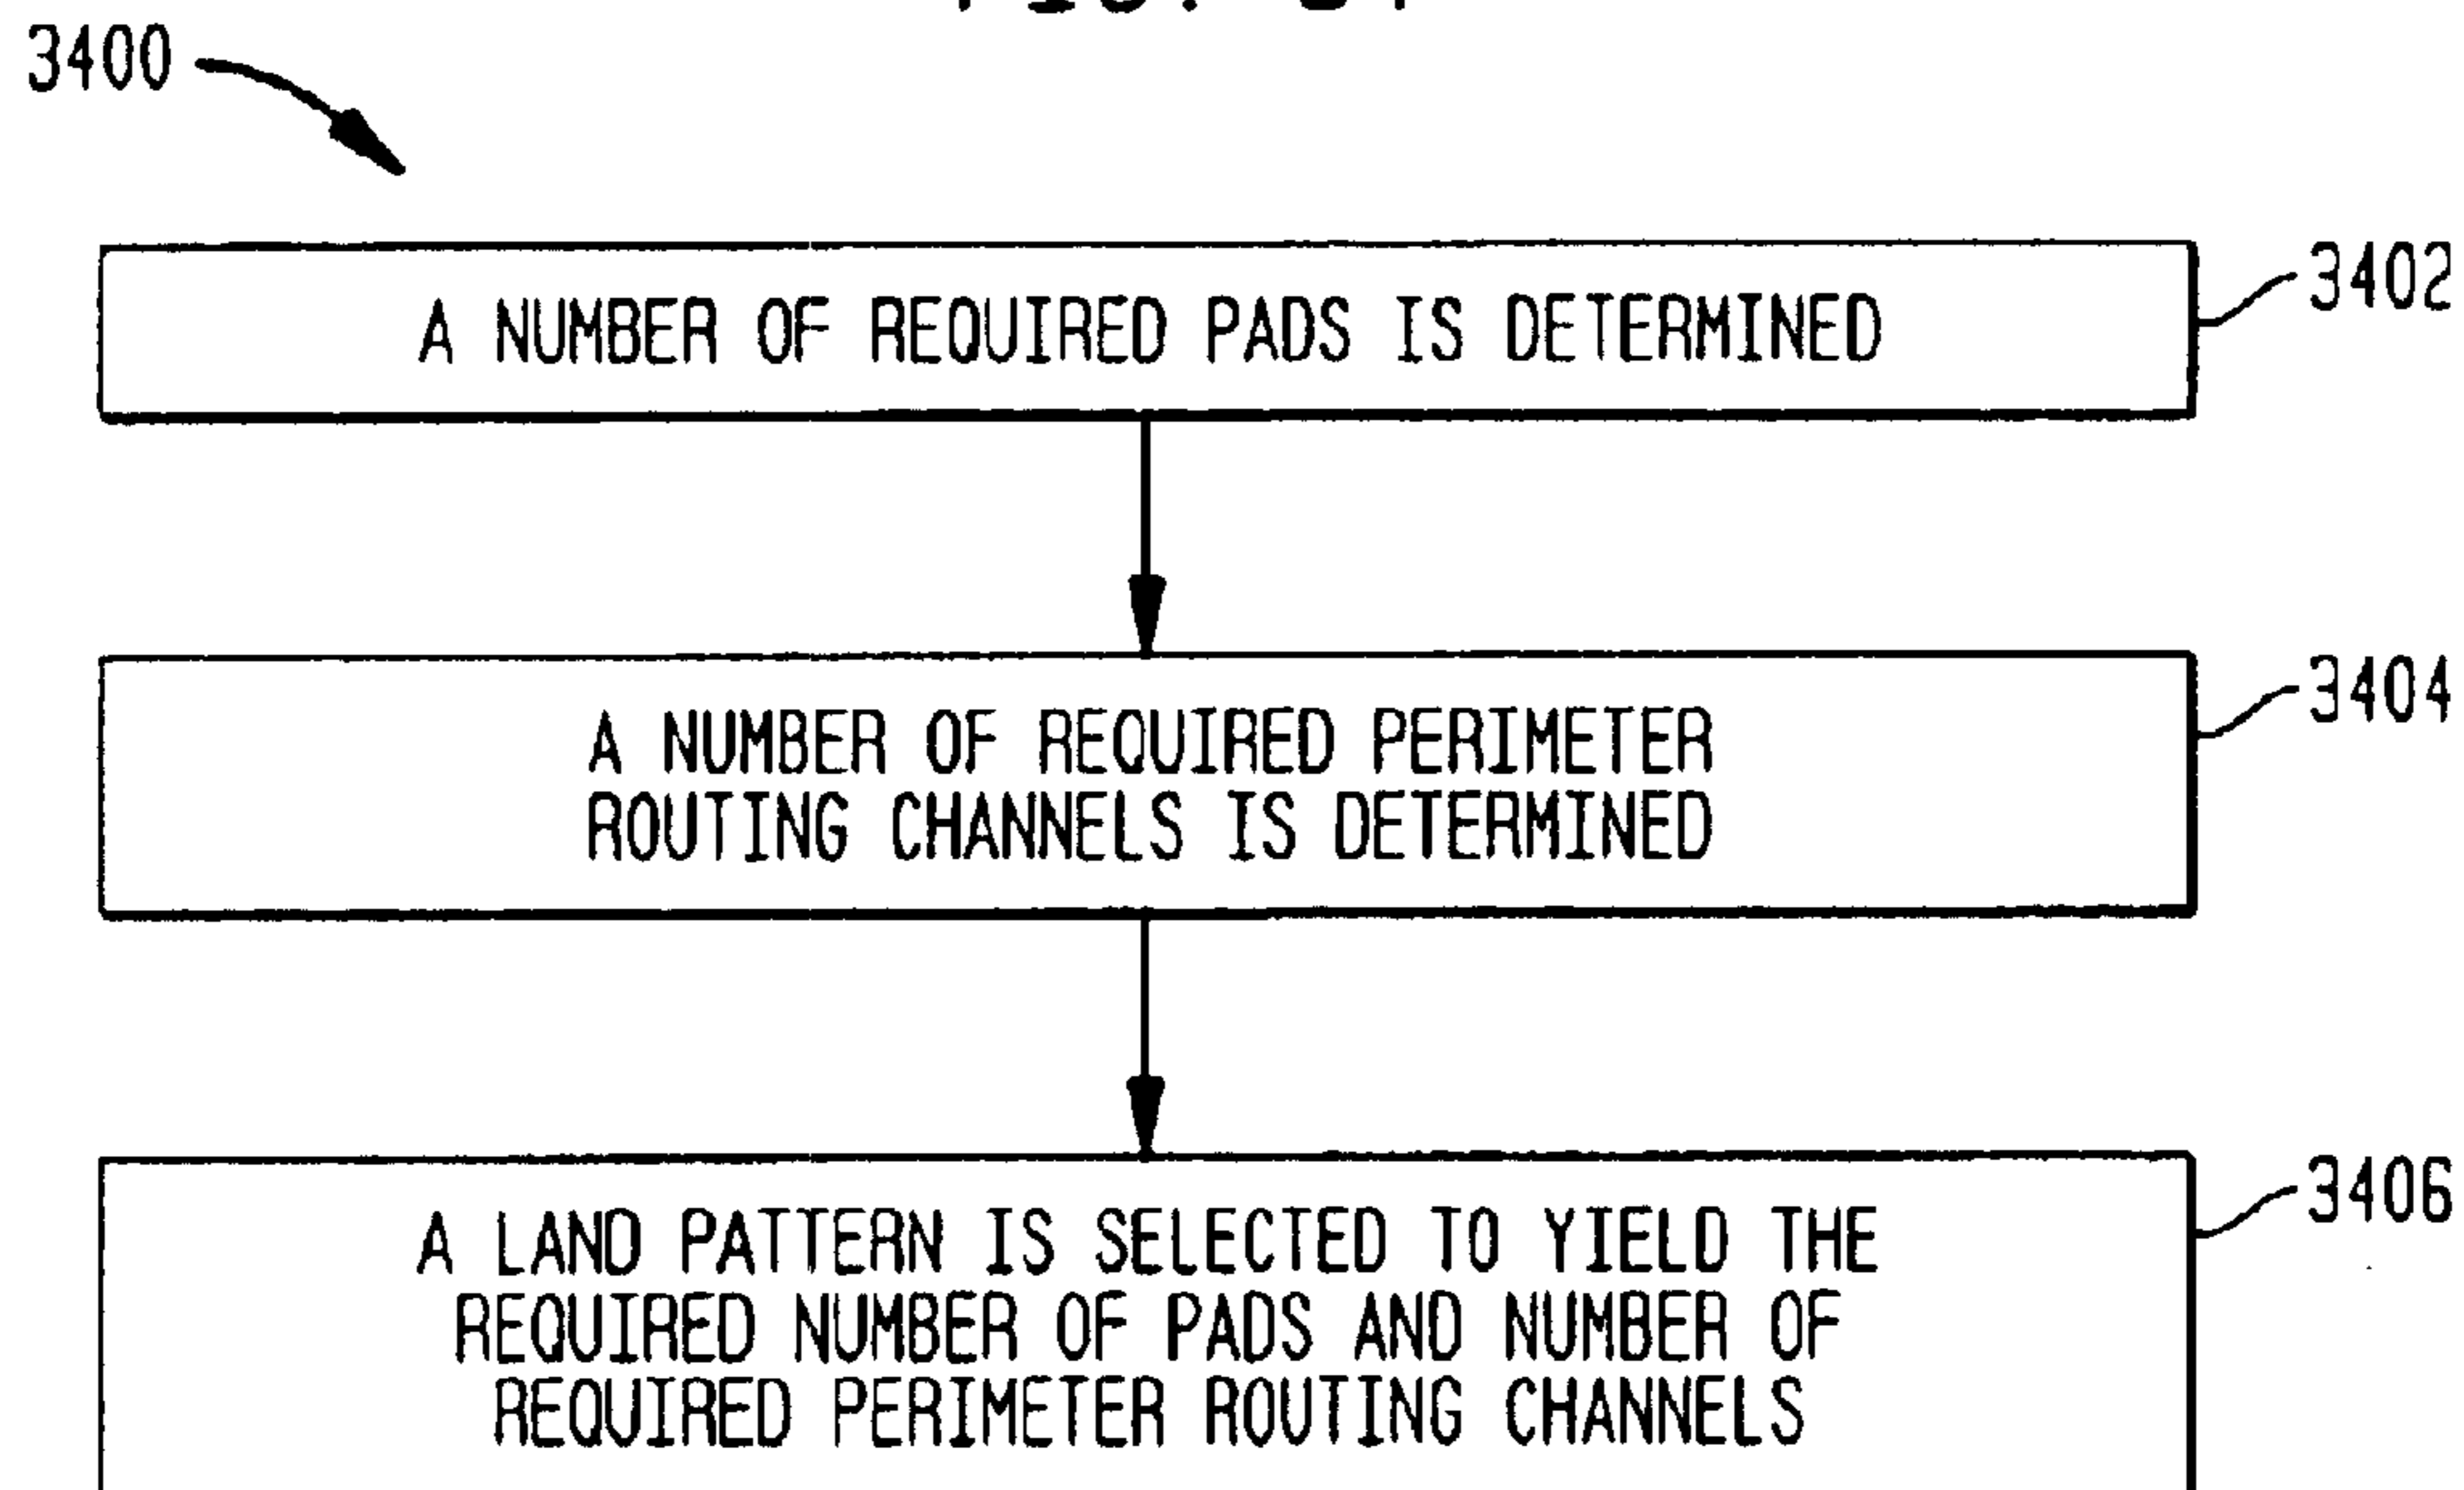 3400
3402
A NUMBER OF REQUIRED PADS IS DETERMINED
3404
A NUMBER OF REQUIRED PERIMETER
ROUTING CHANNELS IS DETERMINED
3406
A LAND PATTERN IS SELECTED TO YIELD THE
REQUIRED NUMBER OF PADS AND NUMBER OF
REQUIRED PERIMETER ROUTING CHANNELS